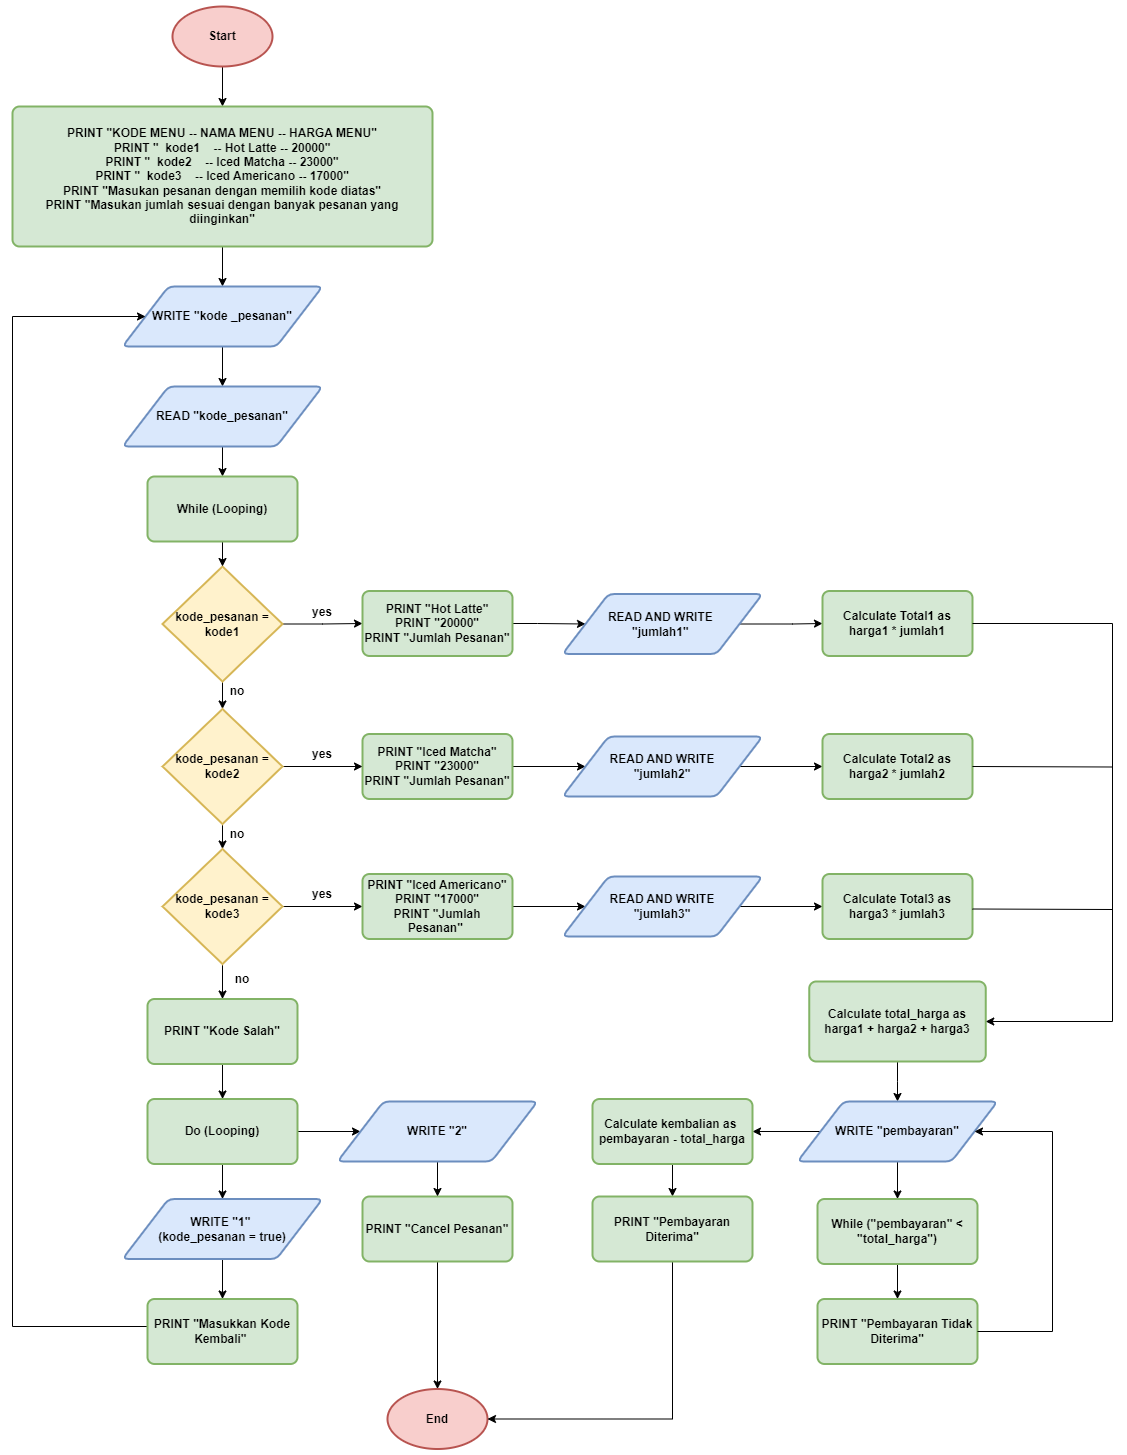 Start
PRINT "KODE MENU -- NAMA MENU -- HARGA MENU"
PRINT "  kode1    -- Hot Latte -- 20000"
PRINT "  kode2    -- Iced Matcha -- 23000"
PRINT "  kode3    -- Iced Americano -- 17000"
PRINT "Masukan pesanan dengan memilih kode diatas"
PRINT "Masukan jumlah sesuai dengan banyak pesanan yang
diinginkan"
WRITE "kode _pesanan"
READ "kode_pesanan"
While (Looping)
kode_pesanan =
kode1
yes
PRINT "Hot Latte"
PRINT "20000"
PRINT "Jumlah Pesanan"
READ AND WRITE
"jumlah1"
Calculate Total1 as
harga1 * jumlah1
no
kode_pesanan =
kode2
yes
PRINT "Iced Matcha"
PRINT "23000"
PRINT "Jumlah Pesanan"
READ AND WRITE
"jumlah2"
Calculate Total2 as
harga2 * jumlah2
no
kode_pesanan =
kode3
yes
PRINT "Iced Americano"
PRINT "17000"
PRINT "Jumlah
Pesanan"
READ AND WRITE
"jumlah3"
Calculate Total3 as
harga3 * jumlah3
no
PRINT "Kode Salah"
Calculate total_harga as
harga1 + harga2 + harga3
Do (Looping)
WRITE "2"
Calculate kembalian as
pembayaran - total_harga
WRITE "pembayaran"
WRITE "1"
(kode_pesanan = true)
PRINT "Cancel Pesanan"
PRINT "Pembayaran
Diterima"
While ("pembayaran" <
"total_harga")
PRINT "Masukkan Kode
Kembali"
PRINT "Pembayaran Tidak
Diterima"
End